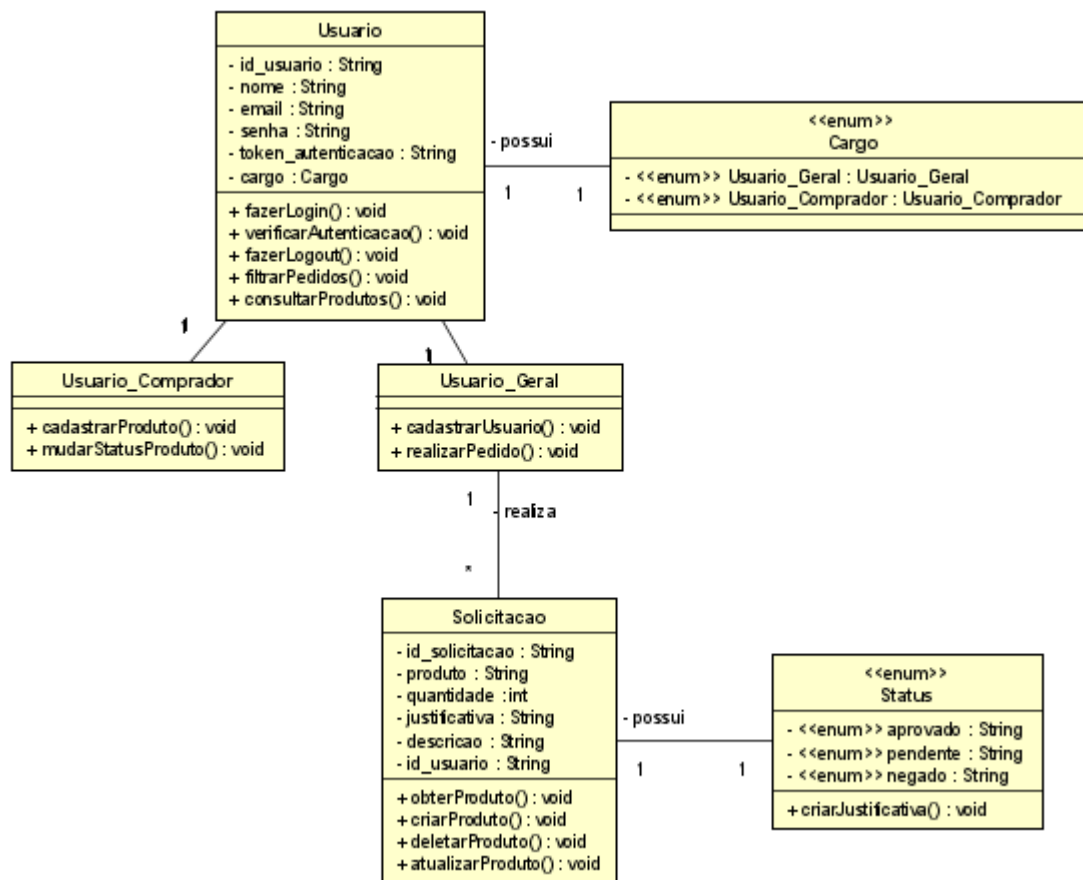 Usuario
- id_usuario : String
- nome : String
- email : String
- senha : String
- token_autenticacao : String
- cargo : Cargo
+ fazerLogin() : void
+ verificarAutenticacao() : void
+ fazerLogout() : void
+ filtrarPedidos() : void
+ consultarProdutos() : void
- possui
1
1
<<enum>>
Cargo
- <<enum>> Usuario_Geral : Usuario_Geral
- <<enum>> Usuario_Comprador : Usuario_Comprador
1
1
Usuario_Comprador
+ cadastrarProduto() : void
+ mudarStatusProduto() : void
Usuario_Geral
+ cadastrarUsuario() : void
+ realizarPedido() : void
1
- realiza
*
Solicitacao
- id_solicitacao : String
- produto : String
- quantidade : int
- justificativa : String
- descricao : String
- id_usuario : String
+ obterProduto() : void
+ criarProduto() : void
+ deletarProduto() : void
+ atualizarProduto() : void
- possui
1
1
<<enum>>
Status
- <<enum>> aprovado : String
- <<enum>> pendente : String
- <<enum>> negado : String
+ criarJustificativa() : void